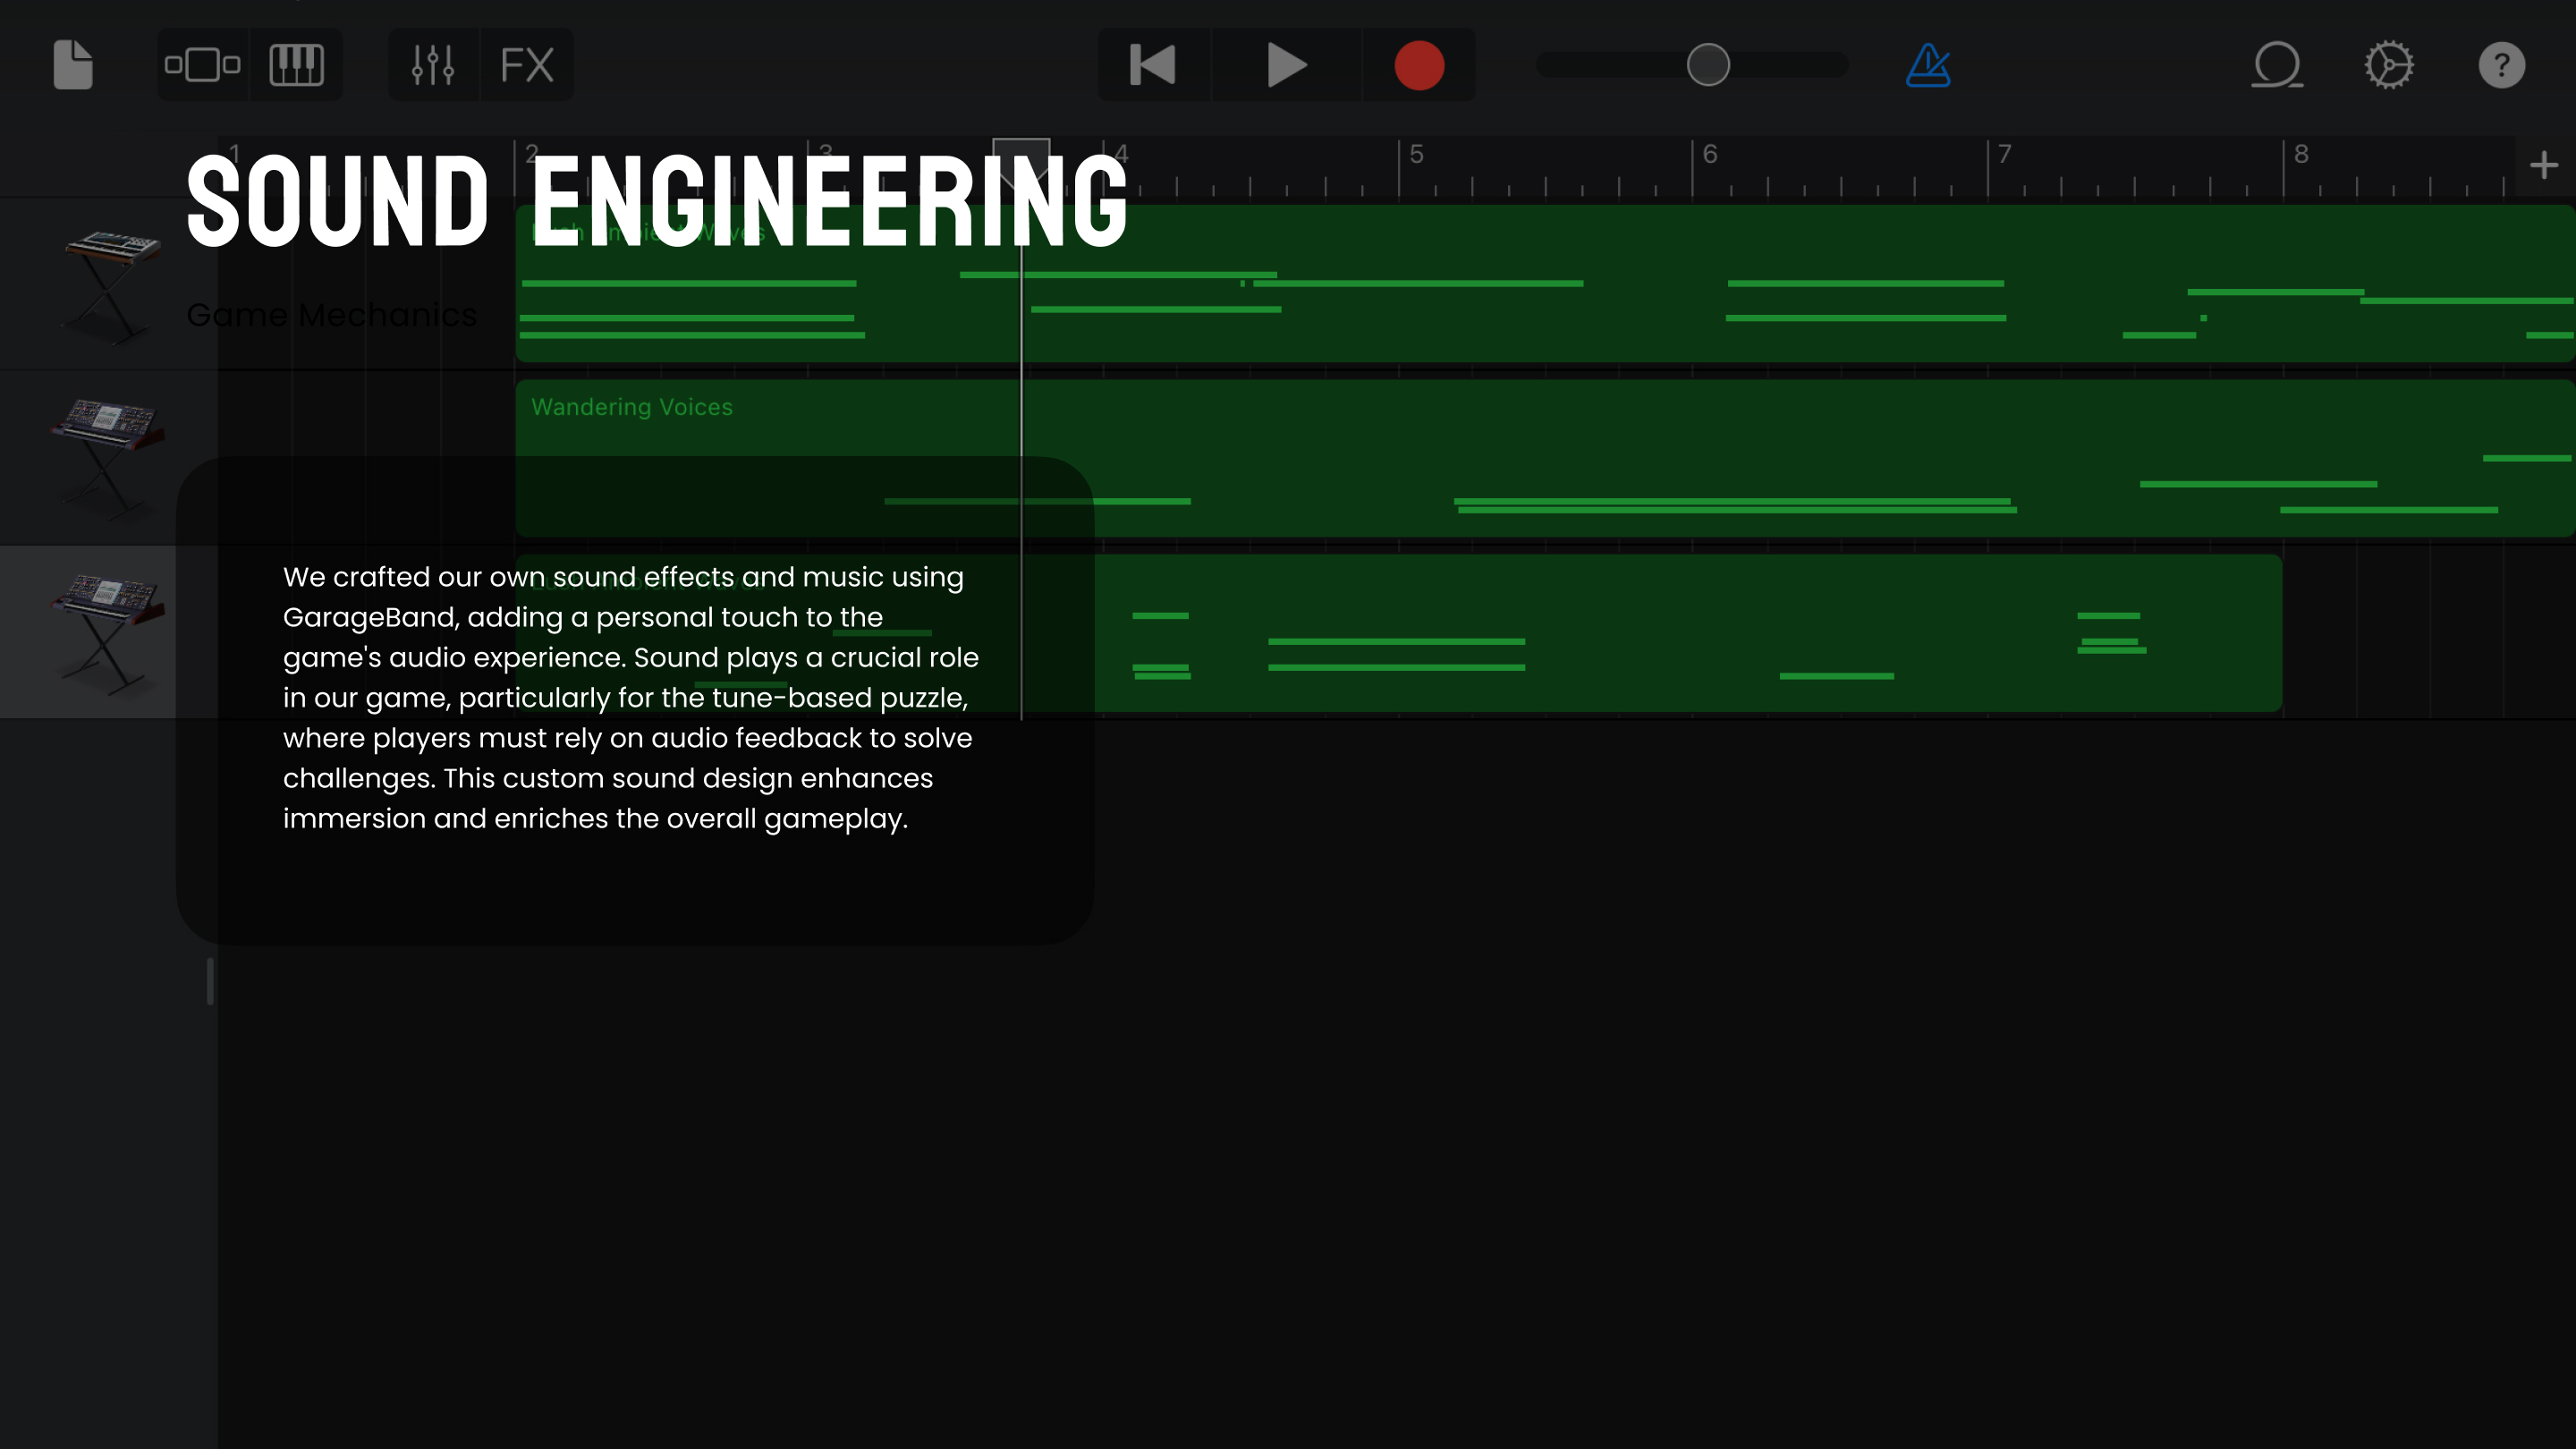 FX
1 2 3 4 5 6 7 8
SOUND ENGINEERING
Game Mechanics
Wandering Voices
We crafted our own sound effects and music using
GarageBand, adding a personal touch to the
game's audio experience. Sound plays a crucial role
in our game, particularly for the tune-based puzzle,
where players must rely on audio feedback to solve
challenges. This custom sound design enhances
immersion and enriches the overall gameplay.